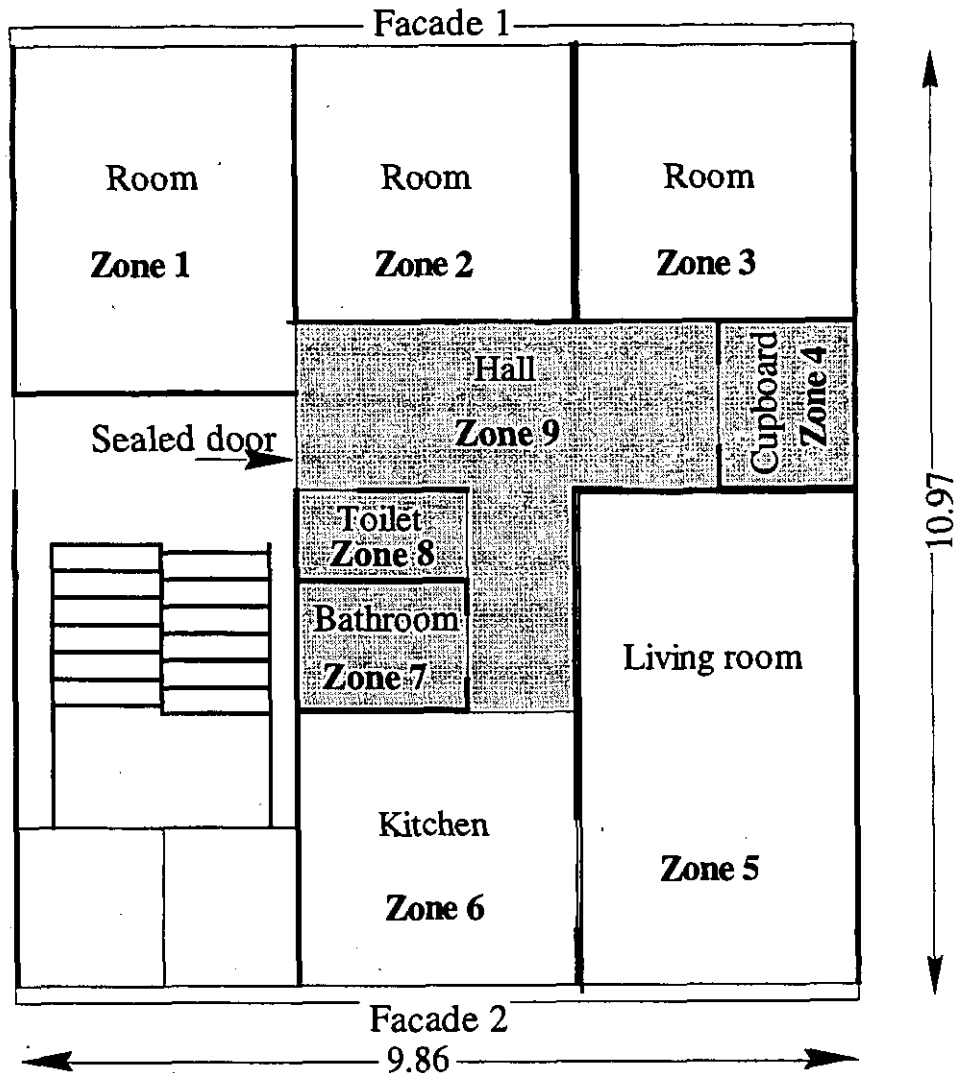 Facade 1
Room
Zone 1
Room
Zone 2
Room
Zone 3
Hall
Zone 9
Cupboard
Zone 4
Sealed door
Toilet
Zone 8
Bathroom
Zone 7
Living room
Zone 5
Kitchen
Zone 6
10.97
Facade 2
9.86